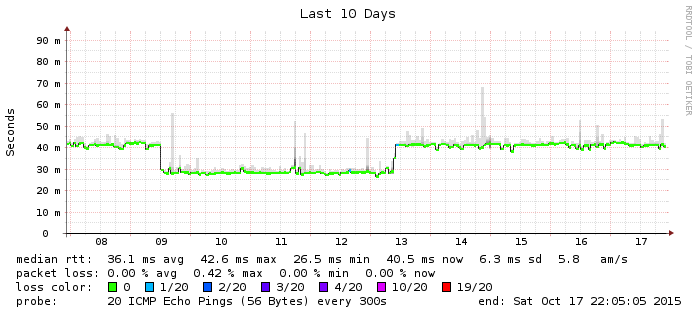 Last 10 Days
RRDTOOL / TOBI OETIKER
Seconds
90 m
80 m
70 m
60 m
50 m
40 m
30 m
20 m
10 m
0
08 09 10 11 12 13 14 15 16 17
median rtt: 36.1 ms avg 42.6 ms max 26.5 ms min 40.5 ms now 6.3 ms sd 5.8 am/s
packet loss: 0.00 % avg 0.42 % max 0.00 % min 0.00 % now
loss color: 0 1/20 2/20 3/20 4/20 10/20 19/20
probe: 20 ICMP Echo Pings (56 Bytes) every 300s end: Sat Oct 17 22:05:05 2015